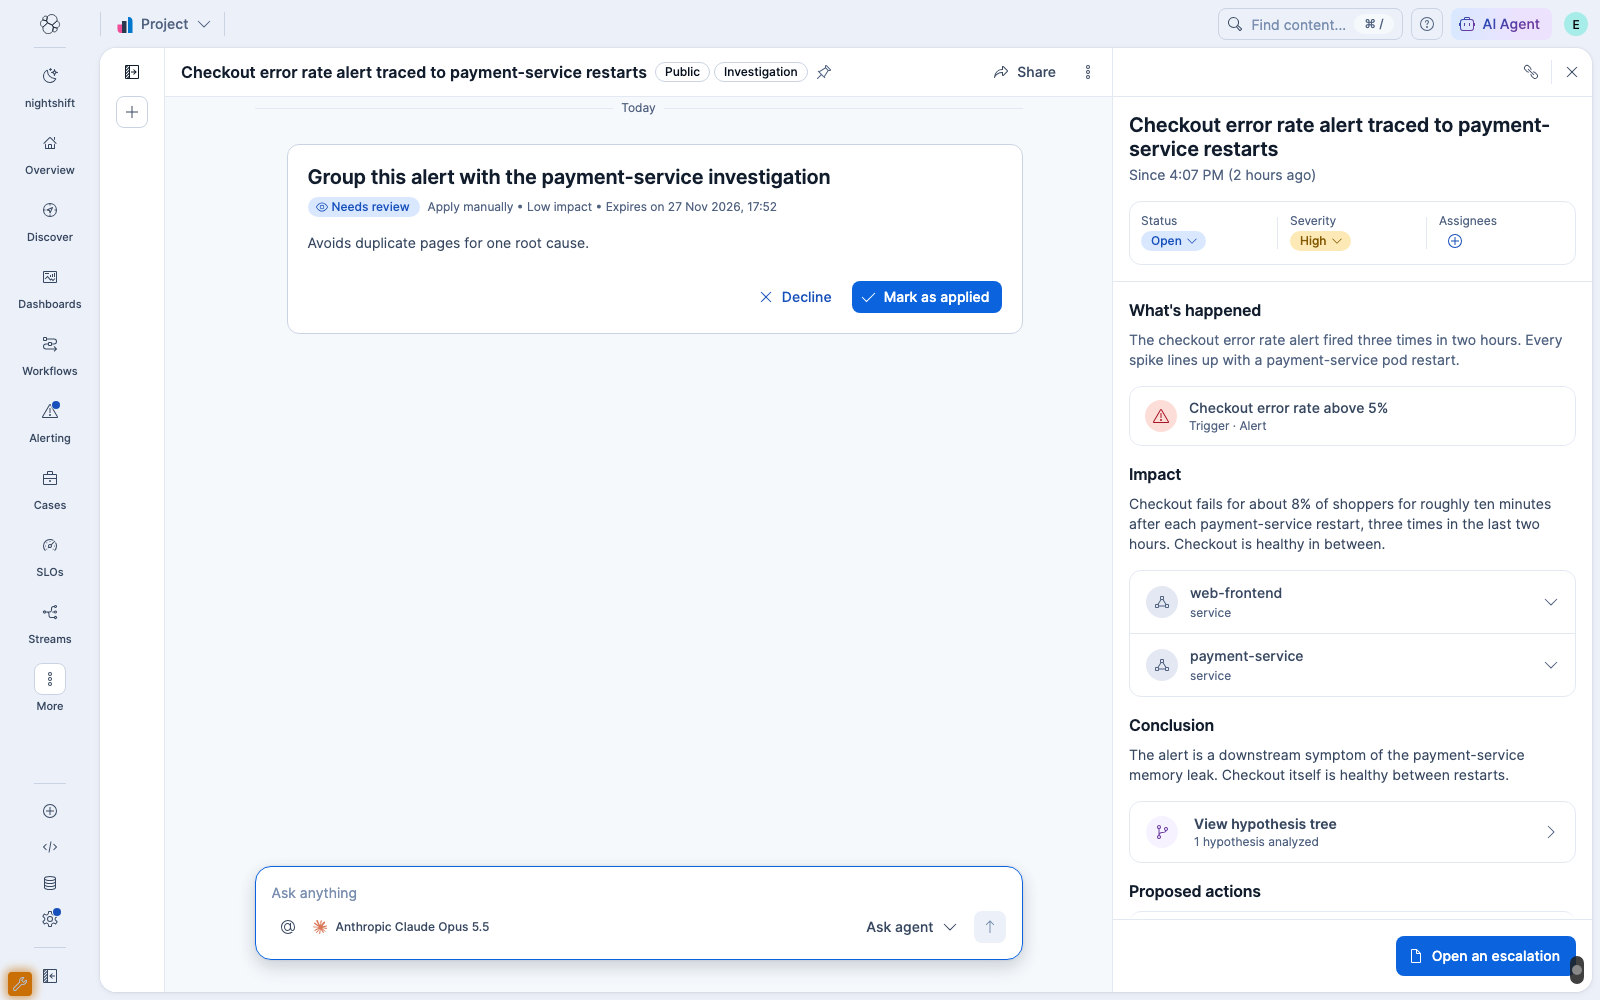 Project
Find content...
⌘ /
AI Agent
E
nightshift
Overview
Discover
Dashboards
Workflows
Alerting
Cases
SLOs
Streams
More
Checkout error rate alert traced to payment-service restarts
Public
Investigation
Share
Today
Group this alert with the payment-service investigation
Needs review
Apply manually • Low impact • Expires on 27 Nov 2026, 17:52
Avoids duplicate pages for one root cause.
Decline
Mark as applied
Ask anything
@
Anthropic Claude Opus 5.5
Ask agent
Checkout error rate alert traced to payment-
service restarts
Since 4:07 PM (2 hours ago)
Status
Open
Severity
High
Assignees
What's happened
The checkout error rate alert fired three times in two hours. Every
spike lines up with a payment-service pod restart.
Checkout error rate above 5%
Trigger · Alert
Impact
Checkout fails for about 8% of shoppers for roughly ten minutes
after each payment-service restart, three times in the last two
hours. Checkout is healthy in between.
web-frontend
service
payment-service
service
Conclusion
The alert is a downstream symptom of the payment-service
memory leak. Checkout itself is healthy between restarts.
View hypothesis tree
1 hypothesis analyzed
Proposed actions
Open an escalation